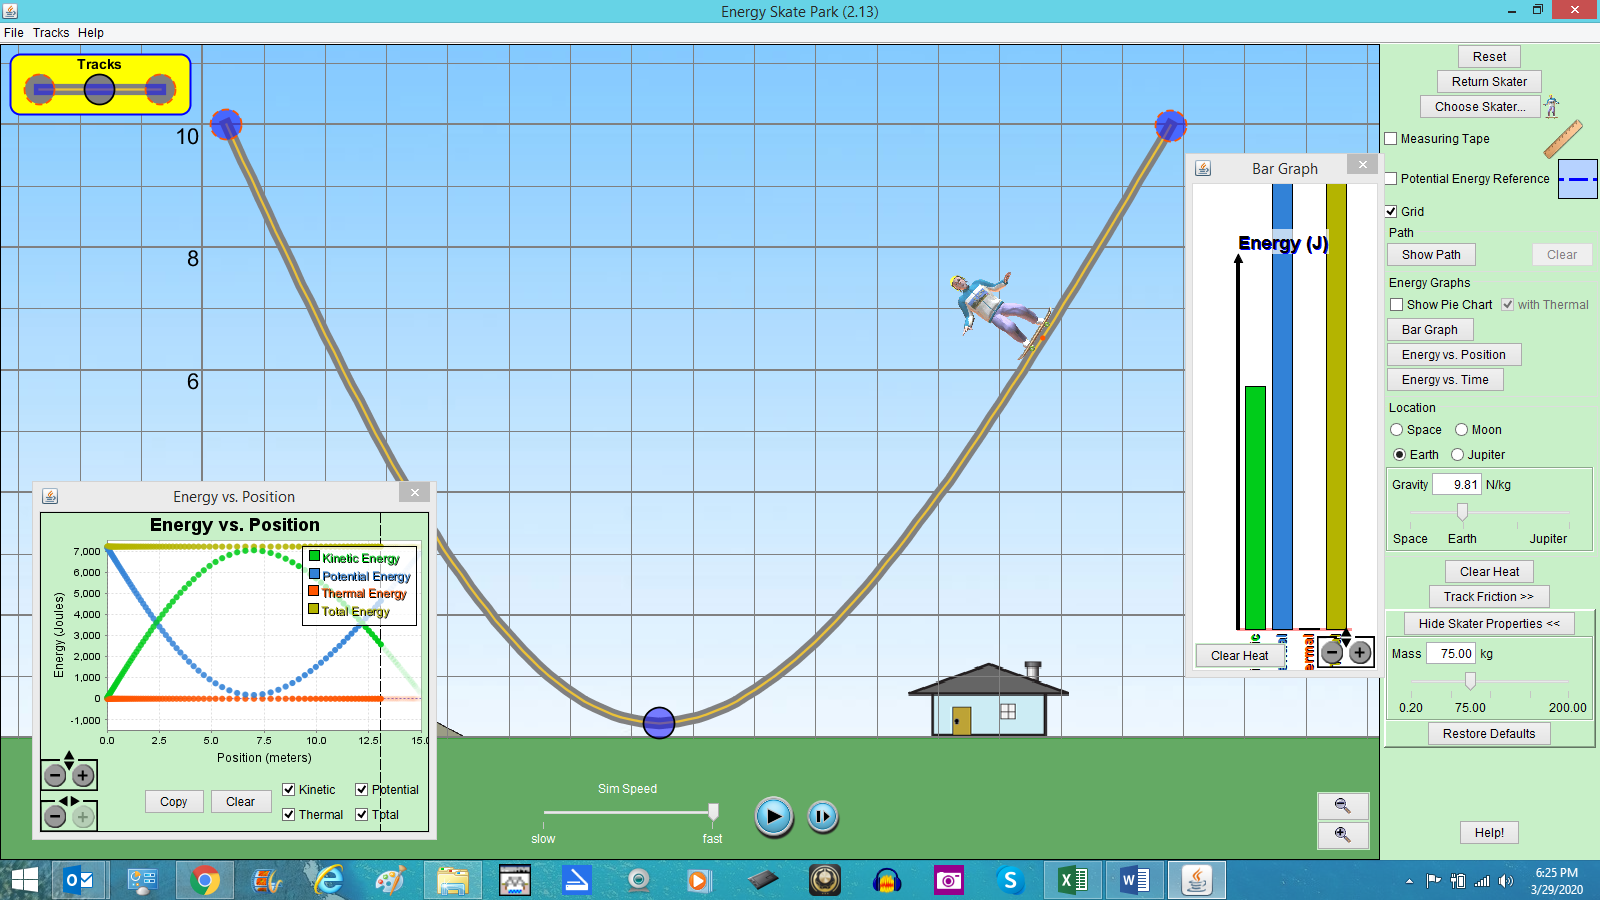 Energy Skate Park (2.13)
File Tracks Help
Tracks
10
8
6
Reset
Return Skater
Choose Skater...
Measuring Tape
Potential Energy Reference
Grid
Path
Show Path
Clear
Energy Graphs
Show Pie Chart
with Thermal
Bar Graph
Energy vs. Position
Energy vs. Time
Location
Space
Moon
Earth
Jupiter
Gravity 9.81 N/kg
Space Earth Jupiter
Clear Heat
Track Friction >>
Hide Skater Properties <<
Mass 75.00 kg
0.20 75.00 200.00
Restore Defaults
Help!
Bar Graph
Energy (J)
Clear Heat
Energy vs. Position
Energy vs. Position
Kinetic Energy
Potential Energy
Thermal Energy
Total Energy
7,000
6,000
5,000
4,000
3,000
2,000
1,000
0
-1,000
Energy (Joules)
0.0 2.5 5.0 7.5 10.0 12.5 15.0
Position (meters)
Copy
Clear
Kinetic
Potential
Thermal
Total
Sim Speed
slow
fast
6:25 PM
3/29/2020